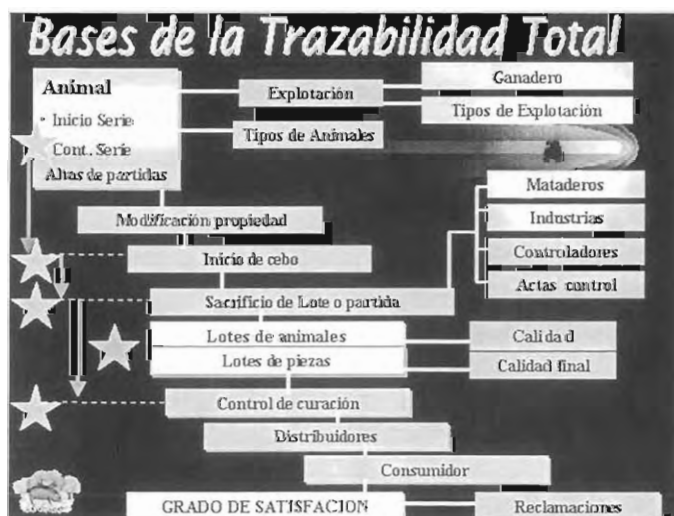 Bases de la Trazabilidad Total
Animal
• Inicio Serie
Cont. Serie
Altas de partidas
Explotación
Tipos de Animales
Ganadero
Tipos de Explotación
Modificación propiedad
Inicio de cebo
Sacrificio de Lote o partida
Mataderos
Industrias
Controladores
Actas control
Lotes de animales
Calidad
Lotes de piezas
Calidad final
Control de curación
Distribuidores
Consumidor
GRADO DE SATISFACION
Reclamaciones